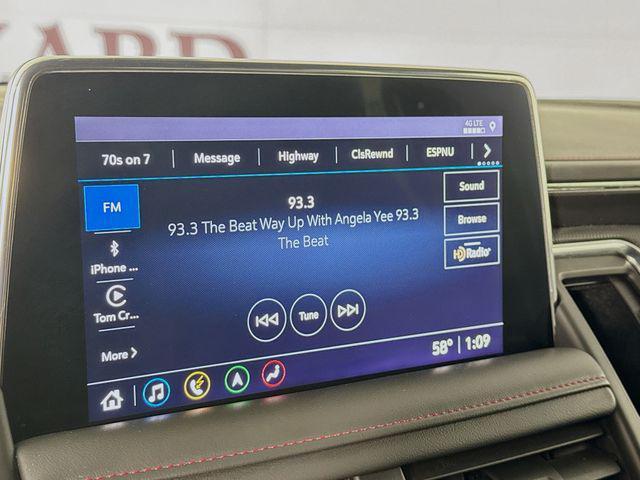 ARD
4G LTE
70s on 7 Message Highway ClsRewnd ESPNU
FM
93.3
93.3 The Beat Way Up With Angela Yee 93.3
The Beat
Sound
Browse
HD Radio
iPhone ...
Tom Cr...
More
Tune
58° 1:09